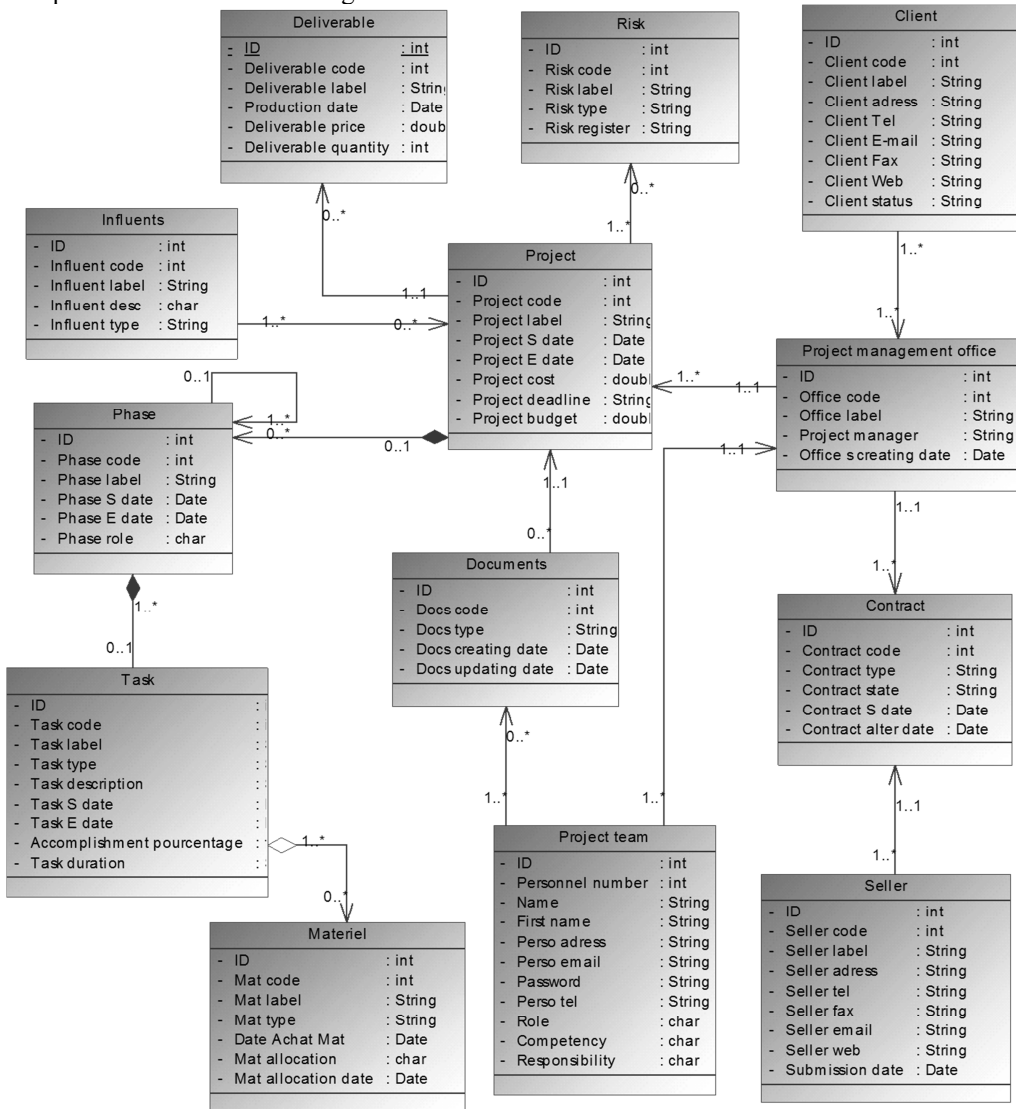 Deliverable
- ID : int
- Deliverable code : int
- Deliverable label : String
- Production date : Date
- Deliverable price : doub
- Deliverable quantity : int
0..*
1..1
Risk
- ID : int
- Risk code : int
- Risk label : String
- Risk type : String
- Risk register : String
0..*
1..*
Client
- ID : int
- Client code : int
- Client label : String
- Client adress : String
- Client Tel : String
- Client E-mail : String
- Client Fax : String
- Client Web : String
- Client status : String
1..*
1..*
Influents
- ID : int
- Influent code : int
- Influent label : String
- Influent desc : char
- Influent type : String
1..*
0..*
Project
- ID : int
- Project code : int
- Project label : String
- Project S date : Date
- Project E date : Date
- Project cost : doubl
- Project deadline : String
- Project budget : doubl
1..*
1..1
Project management office
- ID : int
- Office code : int
- Office label : String
- Project manager : String
- Office s creating date : Date
1..1
1..1
1..*
0..1
1..*
Phase
- ID : int
- Phase code : int
- Phase label : String
- Phase S date : Date
- Phase E date : Date
- Phase role : char
0..*
0..1
1..*
0..1
1..1
0..*
Documents
- ID : int
- Docs code : int
- Docs type : String
- Docs creating date : Date
- Docs updating date : Date
0..*
1..*
1..*
Contract
- ID : int
- Contract code : int
- Contract type : String
- Contract state : String
- Contract S date : Date
- Contract alter date : Date
1..1
1..*
Task
- ID :
- Task code :
- Task label :
- Task type :
- Task description :
- Task S date :
- Task E date :
- Accomplishment pourcentage :
- Task duration :
1..*
0..*
Materiel
- ID : int
- Mat code : int
- Mat label : String
- Mat type : String
- Date Achat Mat : Date
- Mat allocation : char
- Mat allocation date : Date
Project team
- ID : int
- Personnel number : int
- Name : String
- First name : String
- Perso adress : String
- Perso email : String
- Password : String
- Perso tel : String
- Role : char
- Competency : char
- Responsibility : char
Seller
- ID : int
- Seller code : int
- Seller label : String
- Seller adress : String
- Seller tel : String
- Seller fax : String
- Seller email : String
- Seller web : String
- Submission date : Date